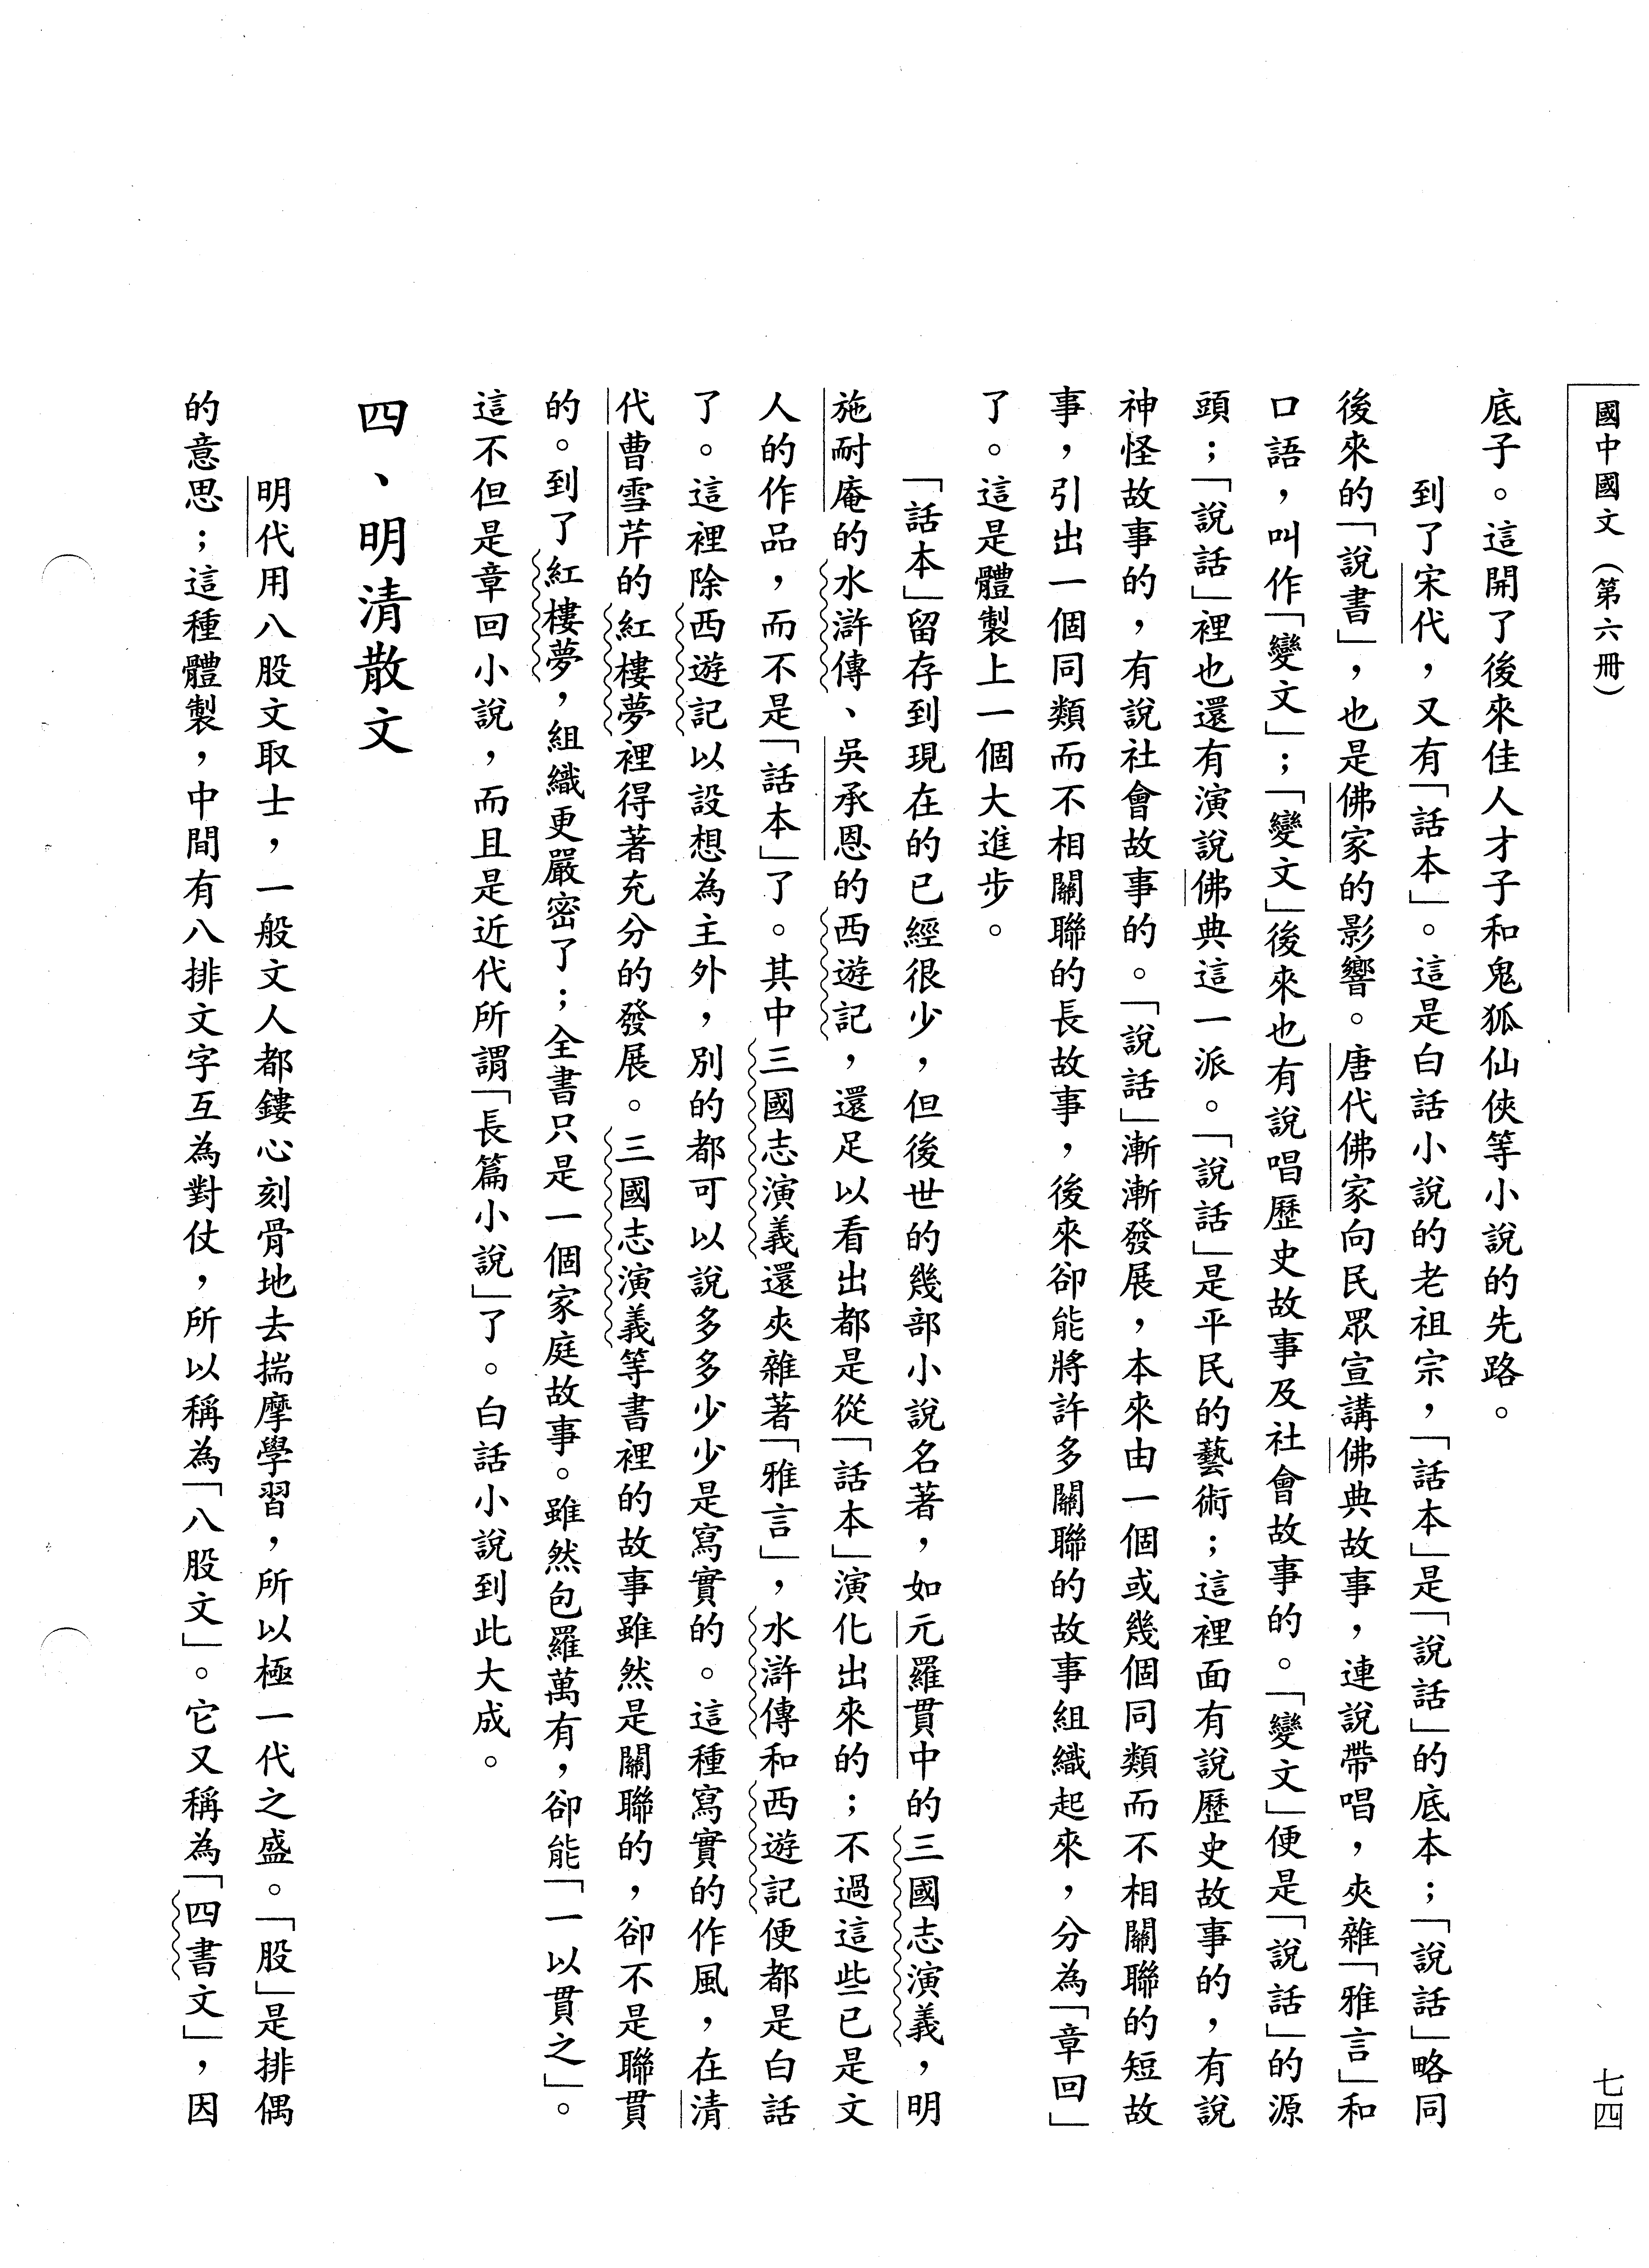 國中國文（第六冊）
七四
底子。這開了後來佳人才子和鬼狐仙俠等小說的先路。
到了宋代，又有「話本」。這是白話小說的老祖宗，「話本」是「說話」的底本；「說話」略同
後來的「說書」，也是佛家的影響。唐代佛家向民眾宣講佛典故事，連說帶唱，夾雜「雅言」和
口語，叫作「變文」；「變文」後來也有說唱歷史故事及社會故事的。「變文」便是「說話」的源
頭；「說話」裡也還有演說佛典這一派。「說話」是平民的藝術；這裡面有說歷史故事的，有說
神怪故事的，有說社會故事的。「說話」漸漸發展，本來由一個或幾個同類而不相關聯的短故
事，引出一個同類而不相關聯的長故事，後來卻能將許多關聯的故事組織起來，分為「章回」
了。這是體製上一個大進步。
「話本」留存到現在的已經很少，但後世的幾部小說名著，如元羅貫中的三國志演義，明
施耐庵的水滸傳、吳承恩的西遊記，還足以看出都是從「話本」演化出來的；不過這些已是文
人的作品，而不是「話本」了。其中三國志演義還夾雜著「雅言」，水滸傳和西遊記便都是白話
了。這裡除西遊記以設想為主外，別的都可以說多多少少是寫實的。這種寫實的作風，在清
代曹雪芹的紅樓夢裡得著充分的發展。三國志演義等書裡的故事雖然是關聯的，卻不是聯貫
的。到了紅樓夢，組織更嚴密了；全書只是一個家庭故事。雖然包羅萬有，卻能「一以貫之」。
這不但是章回小說，而且是近代所謂「長篇小說」了。白話小說到此大成。
四、明清散文
明代用八股文取士，一般文人都鏤心刻骨地去揣摩學習，所以極一代之盛。「股」是排偶
的意思；這種體製，中間有八排文字互為對仗，所以稱為「八股文」。它又稱為「四書文」，因